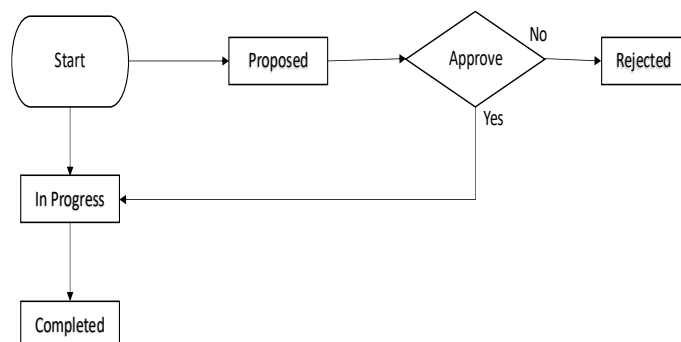 Start
Proposed
Approve
No
Rejected
Yes
In Progress
Completed